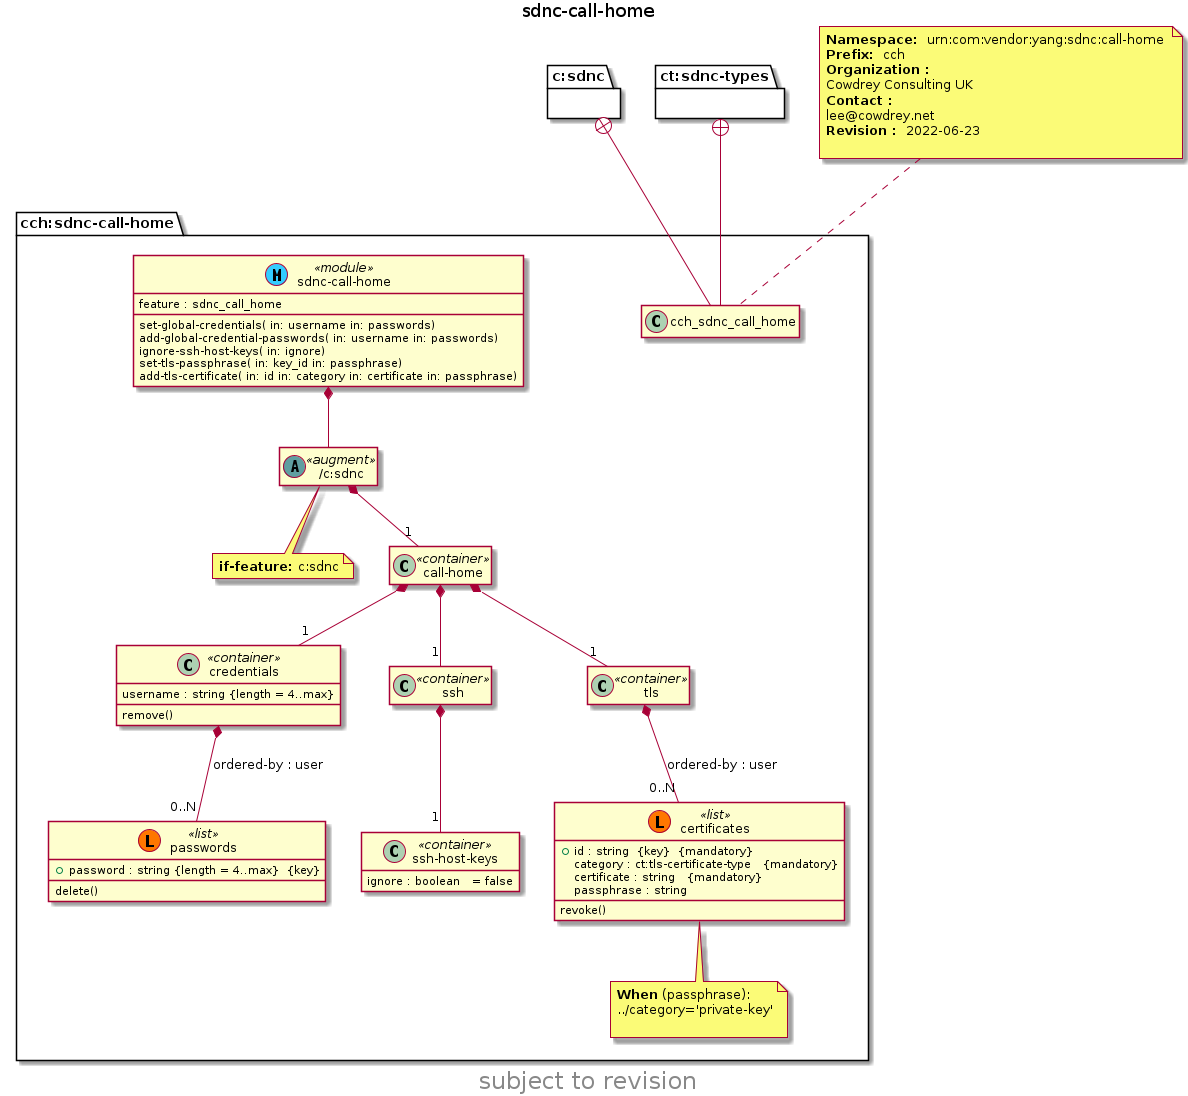 sdnc-call-home
c:sdnc
ct:sdnc-types
Namespace: urn:com:vendor:yang:sdnc:call-home
Prefix: cch
Organization :
Cowdrey Consulting UK
Contact :
lee@cowdrey.net
Revision : 2022-06-23
cch:sdnc-call-home
M
«module»
sdnc-call-home
feature : sdnc_call_home
set-global-credentials( in: username in: passwords)
add-global-credential-passwords( in: username in: passwords)
ignore-ssh-host-keys( in: ignore)
set-tls-passphrase( in: key_id in: passphrase)
add-tls-certificate( in: id in: category in: certificate in: passphrase)
C cch_sdnc_call_home
A
«augment»
/c:sdnc
1
if-feature: c:sdnc
C
«container»
call-home
1
1
1
C
«container»
credentials
username : string {length = 4..max}
remove()
C
«container»
ssh
C
«container»
tls
ordered-by : user
0..N
1
ordered-by : user
0..N
L
«list»
passwords
password : string {length = 4..max} {key}
delete()
C
«container»
ssh-host-keys
ignore : boolean = false
L
«list»
certificates
id : string {key} {mandatory}
category : ct:tls-certificate-type {mandatory}
certificate : string {mandatory}
passphrase : string
revoke()
When (passphrase):
../category='private-key'
subject to revision